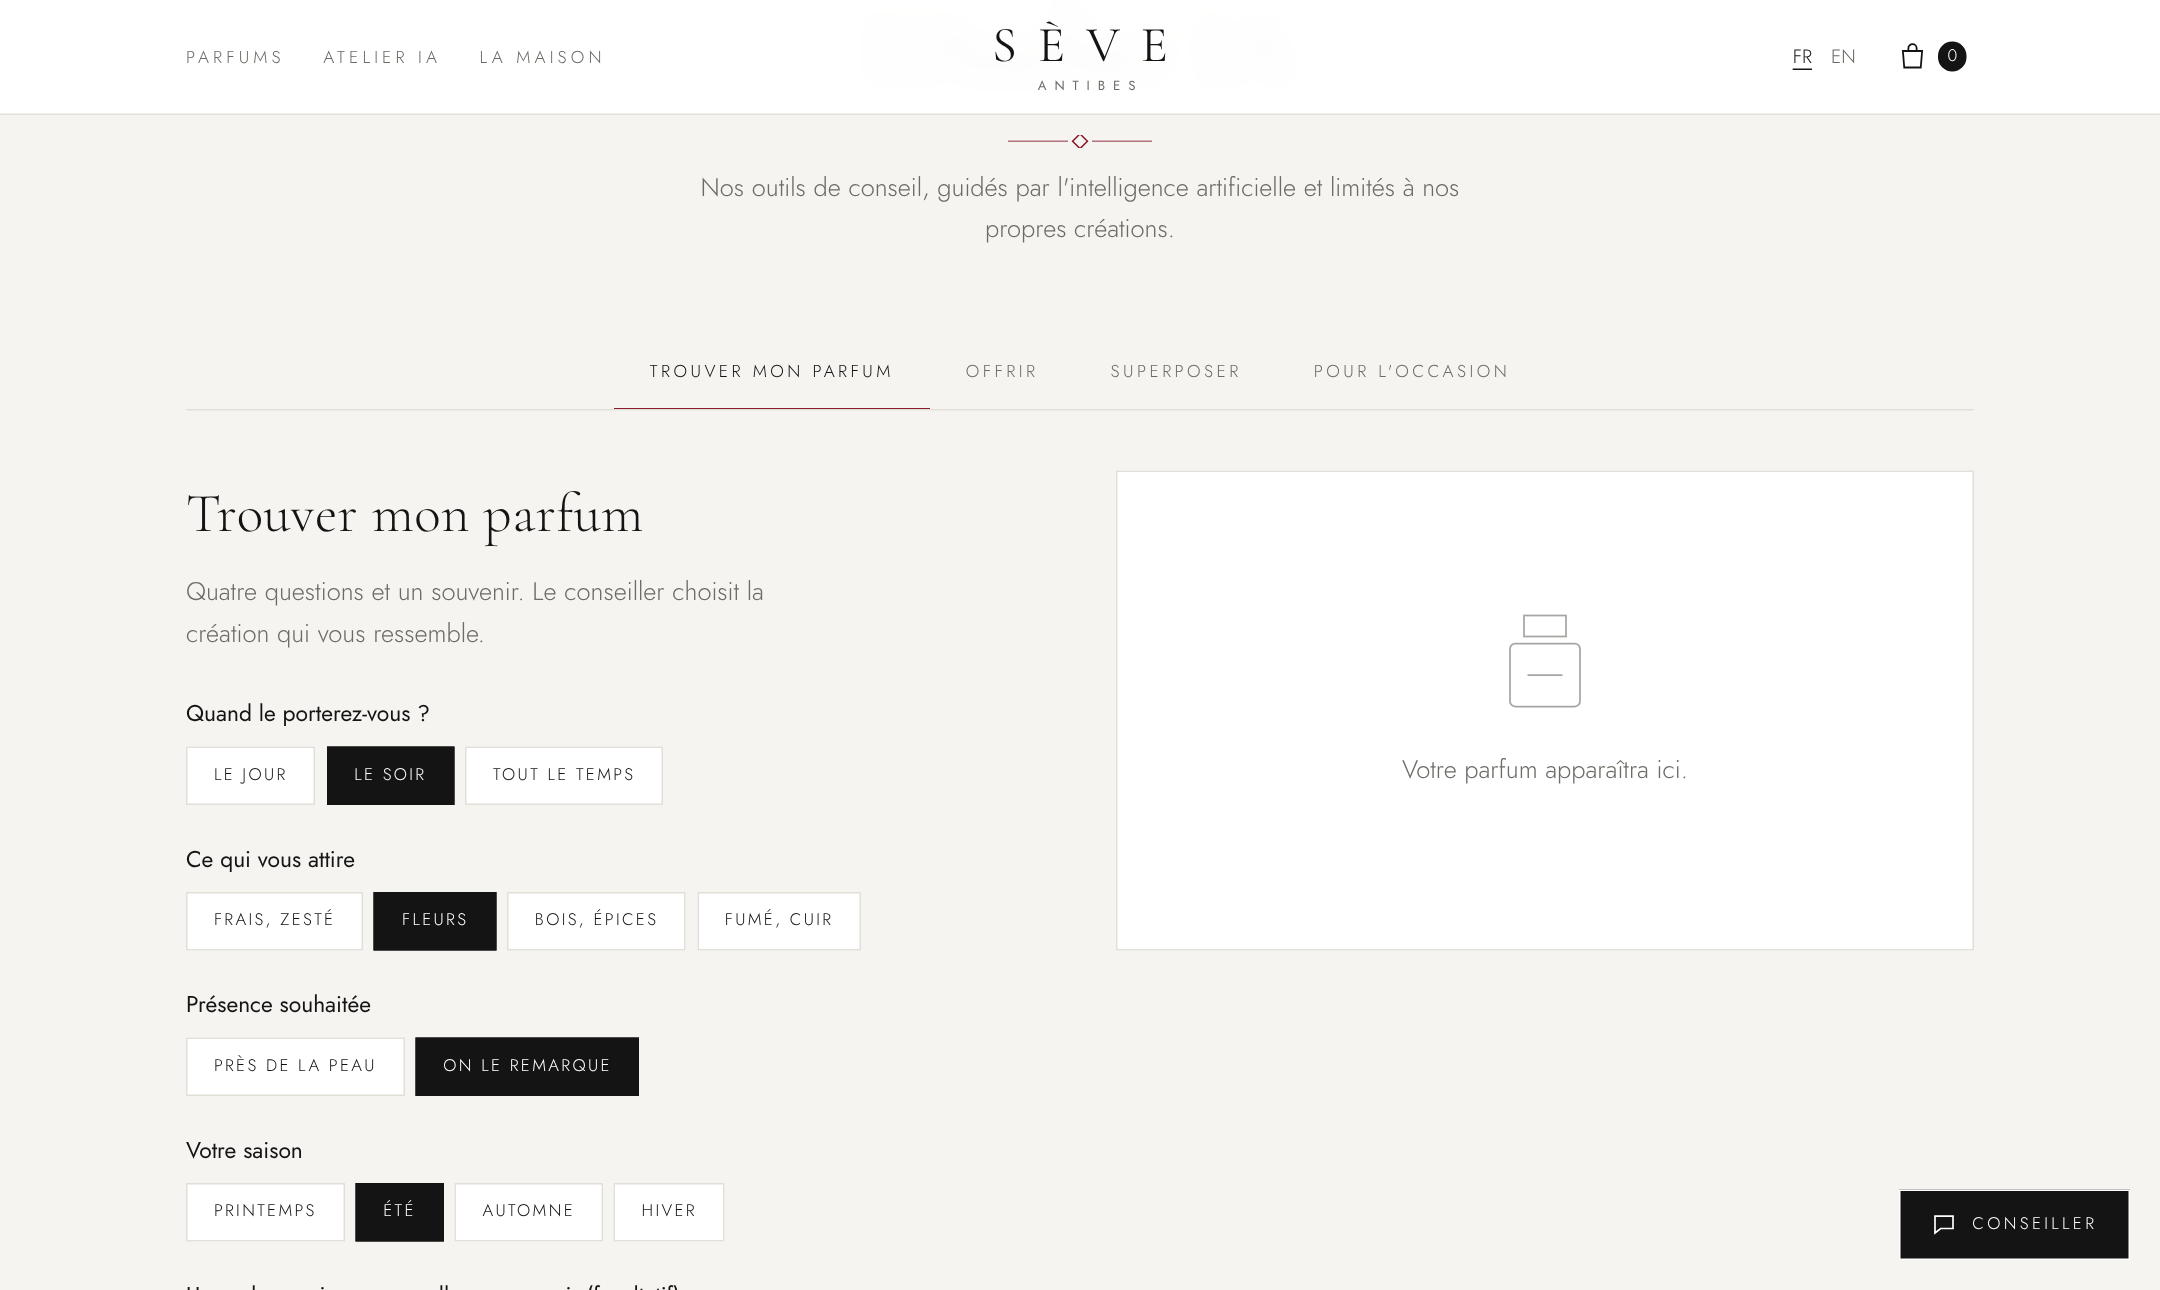 PARFUMS ATELIER IA LA MAISON
SÈVE
ANTIBES
FR EN 0
Nos outils de conseil, guidés par l'intelligence artificielle et limités à nos
propres créations.
TROUVER MON PARFUM OFFRIR SUPERPOSER POUR L'OCCASION
Trouver mon parfum
Quatre questions et un souvenir. Le conseiller choisit la
création qui vous ressemble.
Quand le porterez-vous ?
LE JOUR LE SOIR TOUT LE TEMPS
Ce qui vous attire
FRAIS, ZESTÉ FLEURS BOIS, ÉPICES FUMÉ, CUIR
Présence souhaitée
PRÈS DE LA PEAU ON LE REMARQUE
Votre saison
PRINTEMPS ÉTÉ AUTOMNE HIVER
Votre parfum apparaîtra ici.
CONSEILLER